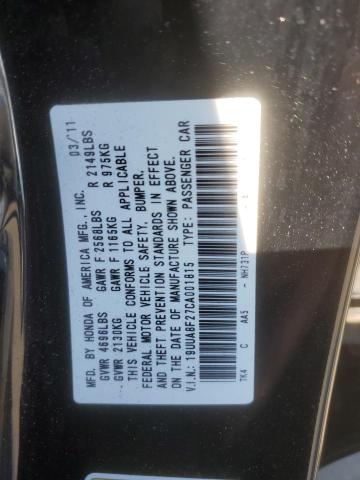 MFD. BY HONDA OF AMERICA MFG., INC. 03/11
GVWR 4698LBS GAWR F 2568LBS R 2149LBS
GVWR 2130KG GAWR F 1165KG R 975KG
THIS VEHICLE CONFORMS TO ALL APPLICABLE
FEDERAL MOTOR VEHICLE SAFETY, BUMPER,
AND THEFT PREVENTION STANDARDS IN EFFECT
ON THE DATE OF MANUFACTURE SHOWN ABOVE.
V.I.N.: 19UUA8F27CA001815 TYPE: PASSENGER CAR
TK4 C AA5 - NH731P